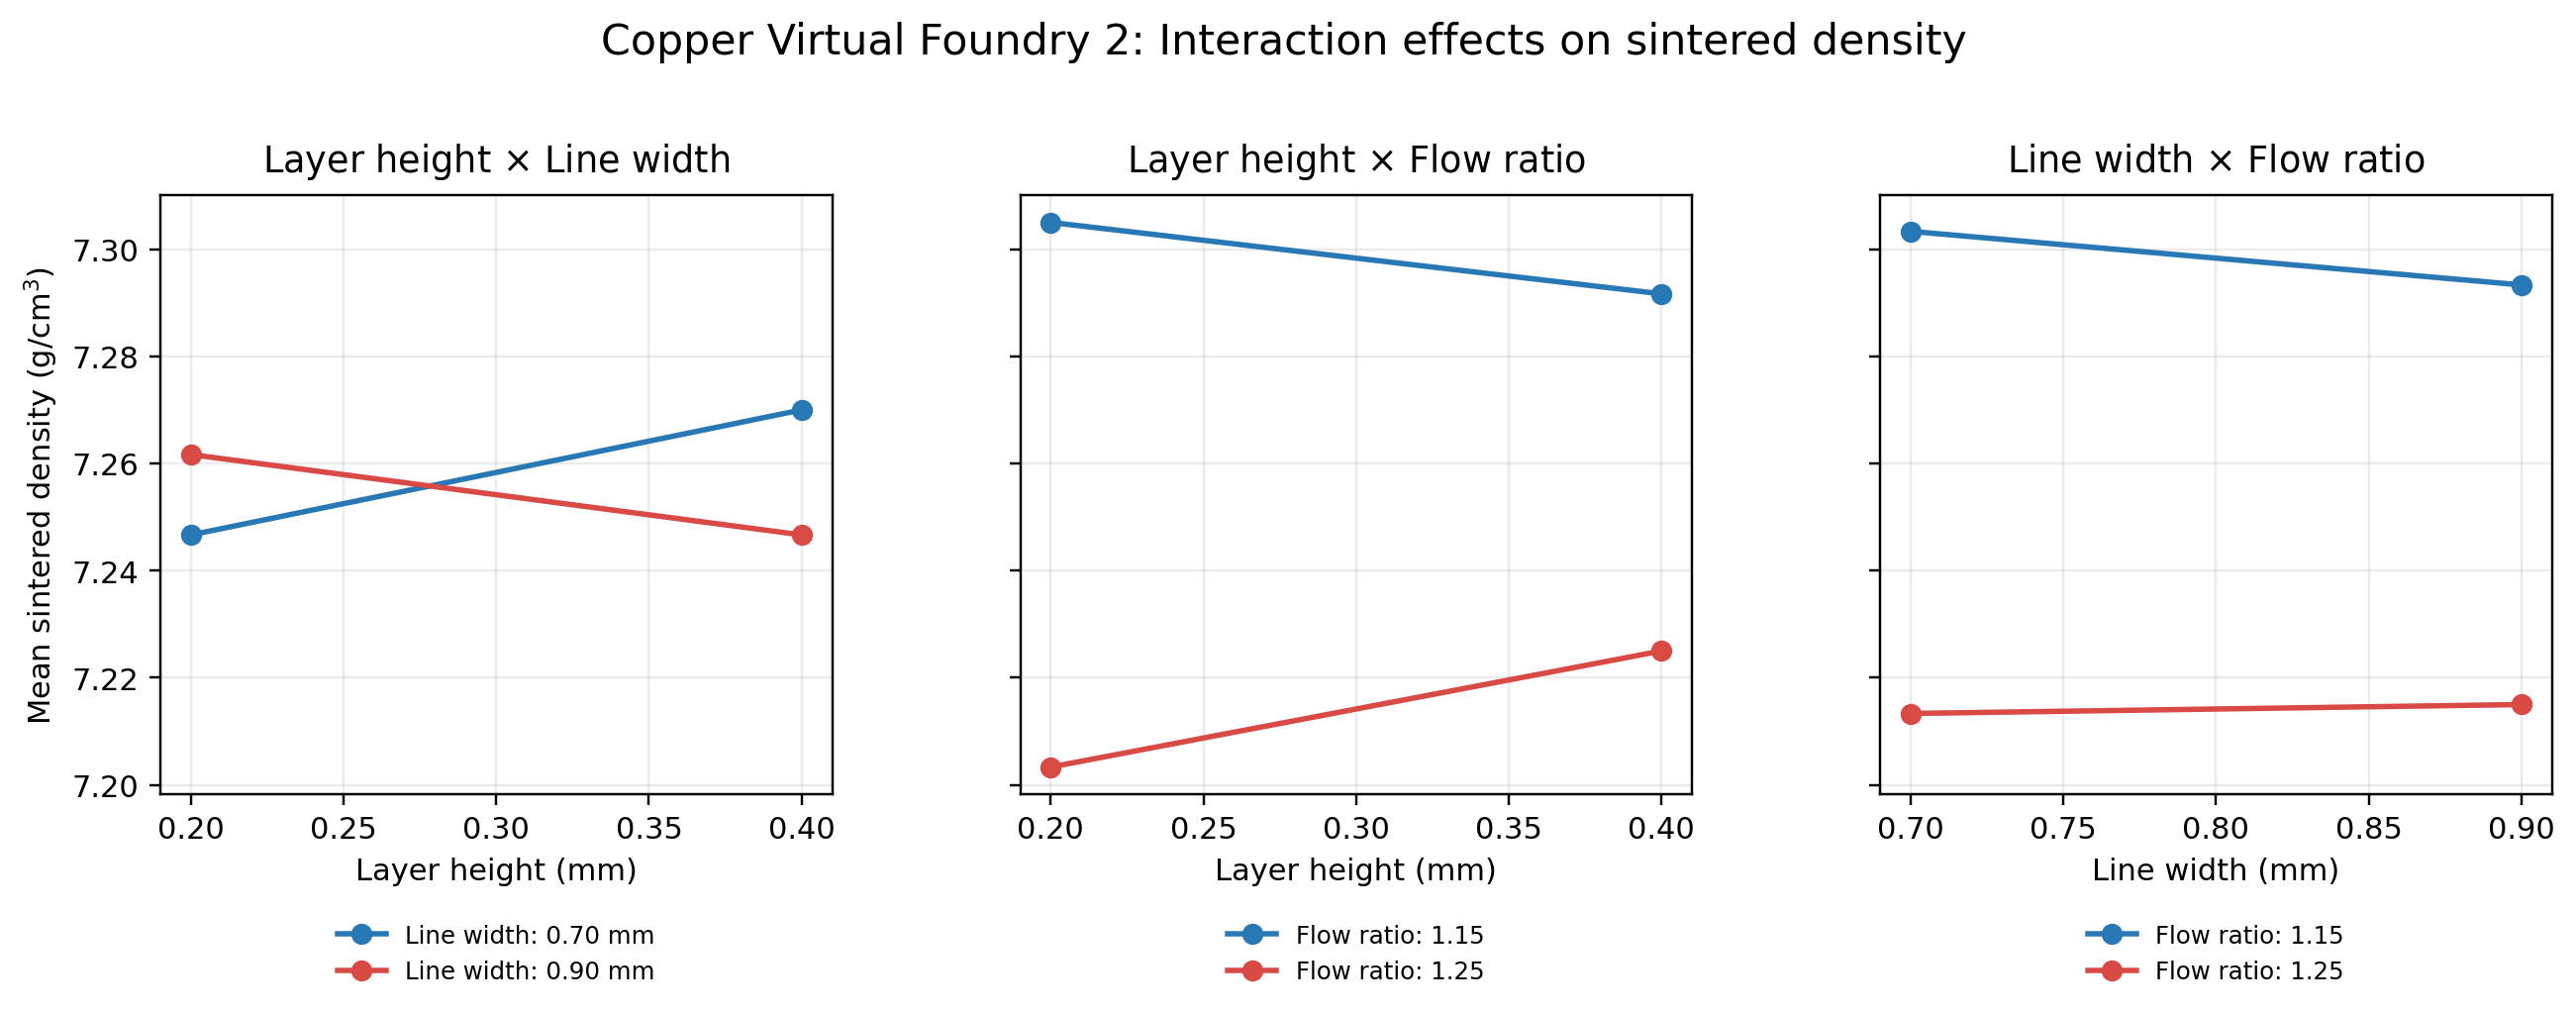 Copper Virtual Foundry 2: Interaction effects on sintered density
Layer height × Line width
Mean sintered density (g/cm³)
7.30
7.28
7.26
7.24
7.22
7.20
0.20 0.25 0.30 0.35 0.40
Layer height (mm)
Line width: 0.70 mm
Line width: 0.90 mm
Layer height × Flow ratio
0.20 0.25 0.30 0.35 0.40
Layer height (mm)
Flow ratio: 1.15
Flow ratio: 1.25
Line width × Flow ratio
0.70 0.75 0.80 0.85 0.90
Line width (mm)
Flow ratio: 1.15
Flow ratio: 1.25